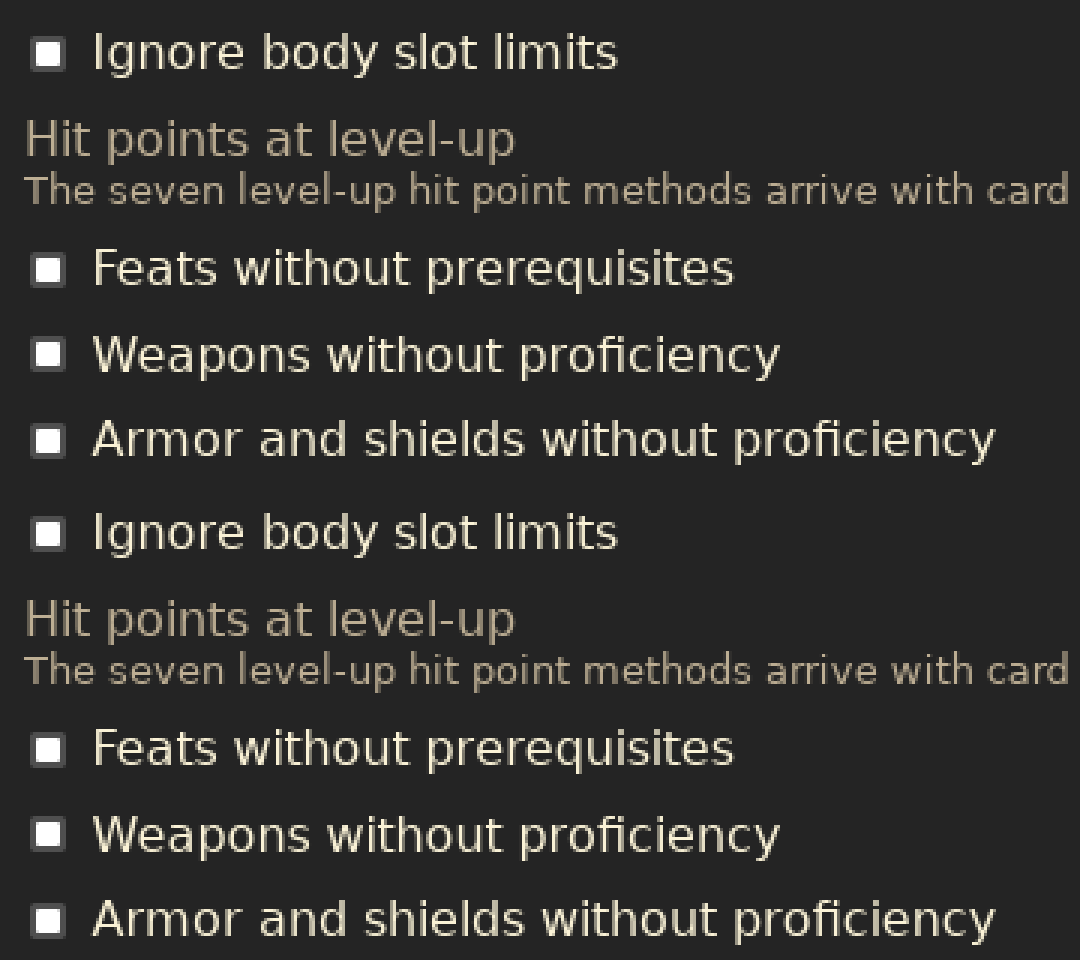 Ignore body slot limits
Hit points at level-up
The seven level-up hit point methods arrive with card
Feats without prerequisites
Weapons without proficiency
Armor and shields without proficiency
Ignore body slot limits
Hit points at level-up
The seven level-up hit point methods arrive with card
Feats without prerequisites
Weapons without proficiency
Armor and shields without proficiency